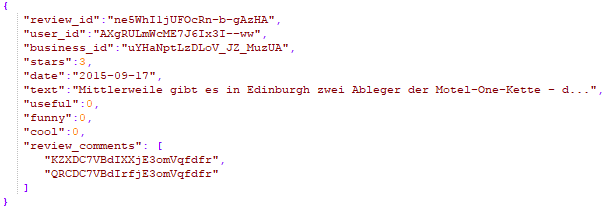 {
"review_id":"ne5WhI1jUFOcRn-b-gAzHA",
"user_id":"AXgRULmWcME7J6Ix3I--ww",
"business_id":"uYHaNptLzDLoV_JZ_MuzUA",
"stars":3,
"date":"2015-09-17",
"text":"Mittlerweile gibt es in Edinburgh zwei Ableger der Motel-One-Kette - d...",
"useful":0,
"funny":0,
"cool":0,
"review_comments": [
"KZXDC7VBdIXXjE3omVqfdfr",
"QRCDC7VBdIrfjE3omVqfdfr"
]
}